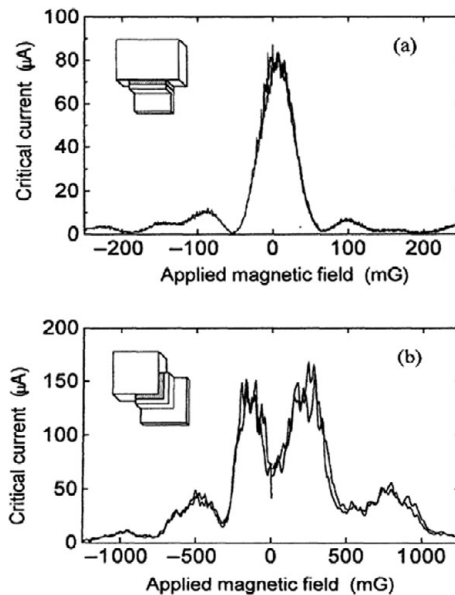 (a)
Critical current (μA)
100
80
60
40
20
0
−200 −100 0 100 200
Applied magnetic field (mG)
(b)
Critical current (μA)
200
150
100
50
0
−1000 −500 0 500 1000
Applied magnetic field (mG)